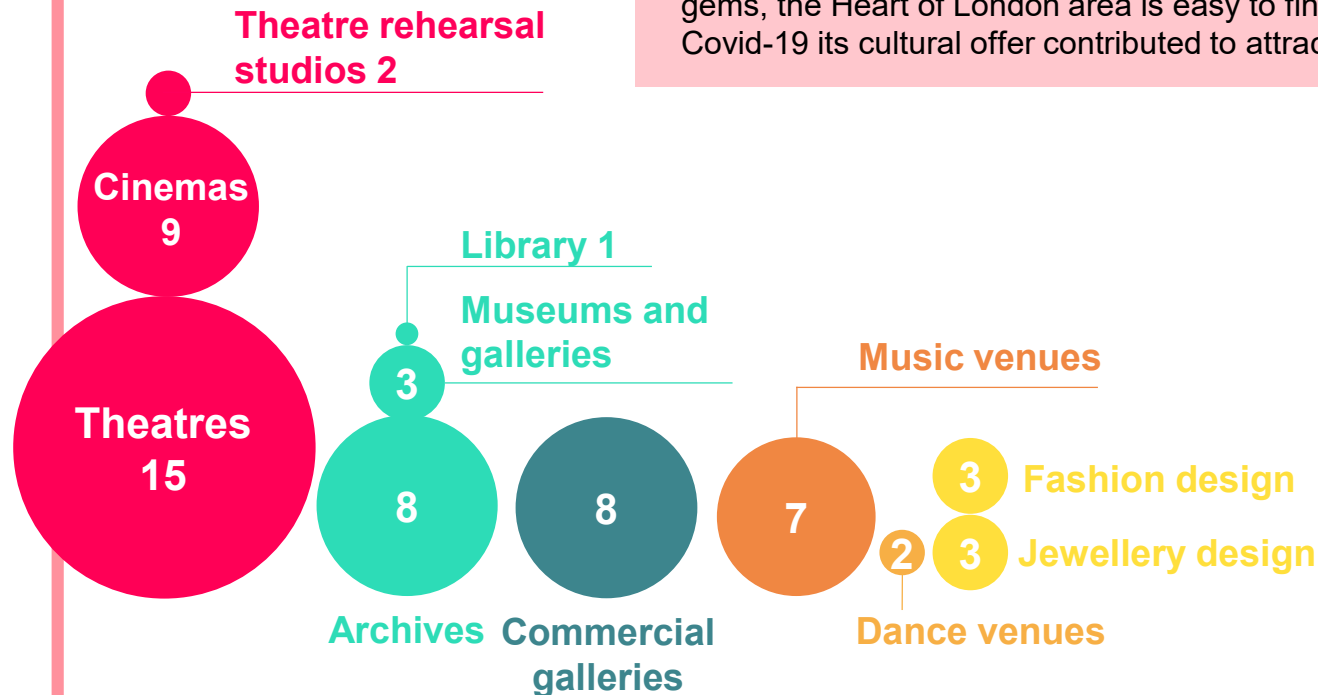 gems, the Heart of London area is easy to fin
Covid-19 its cultural offer contributed to attrac
Theatre rehearsal
studios 2
Cinemas
9
Theatres
15
Library 1
Museums and
galleries
3
8
Archives
8
Commercial
galleries
Music venues
7
2
Dance venues
3 Fashion design
3 Jewellery design